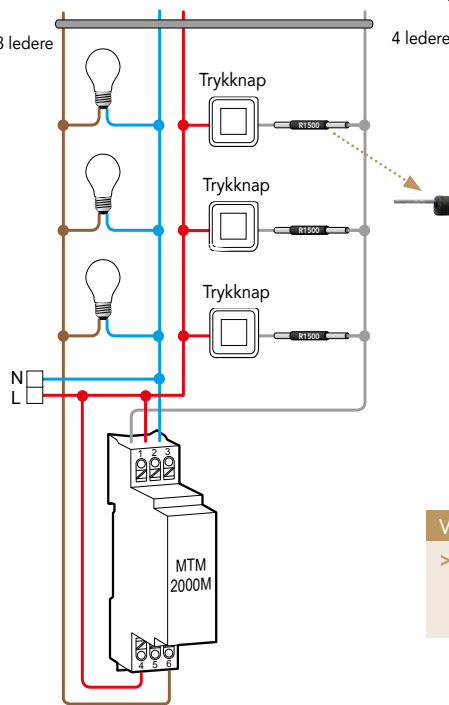 3 ledere
4 ledere
Trykknap
R1500
Trykknap
R1500
Trykknap
R1500
N
L
1 2 3
MTM
2000M
4 5 6
V
>